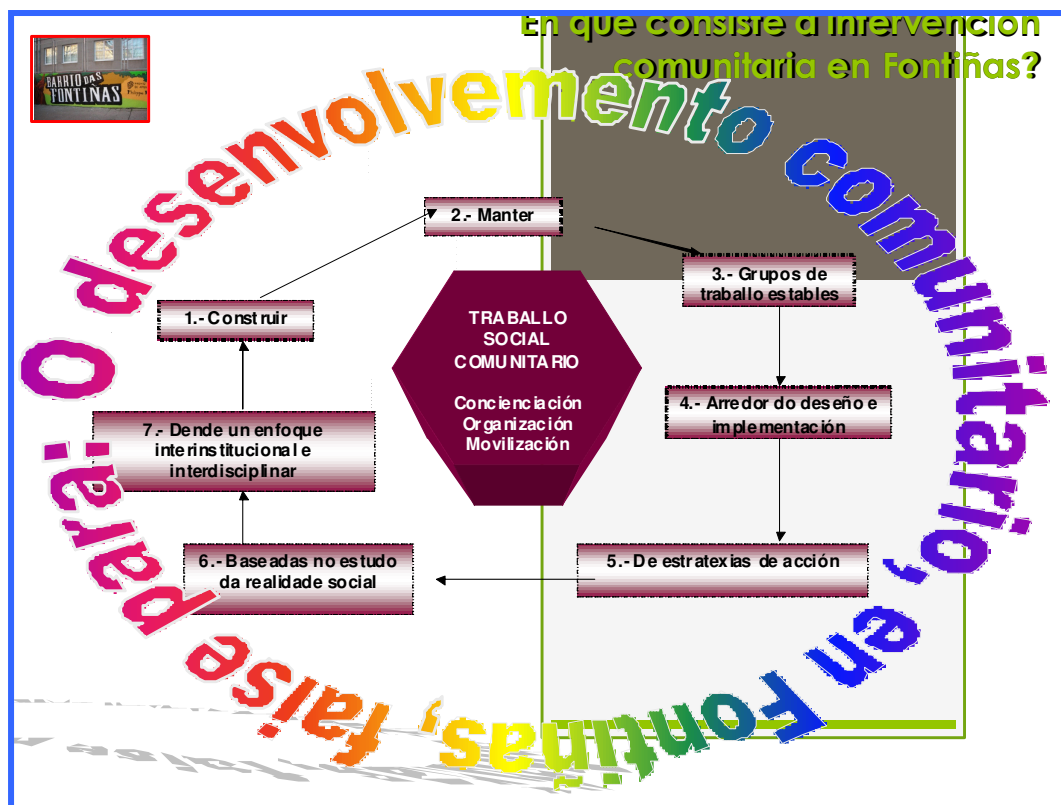 En que consiste a intervención
comunitaria en Fontiñas?
BARRIO DAS
FONTIÑAS
O desenvolvemento comunitario, en Fontiñas, faise para:
2.- Manter
3.- Grupos de
traballo estables
1.- Construir
TRABALLO
SOCIAL
COMUNITARIO
Concienciación
Organización
Movilización
4.- Arredor do deseño e
implementación
7.- Dende un enfoque
interinstitucional e
interdisciplinar
6.- Baseadas no estudo
da realidade social
5.- De estratexias de acción